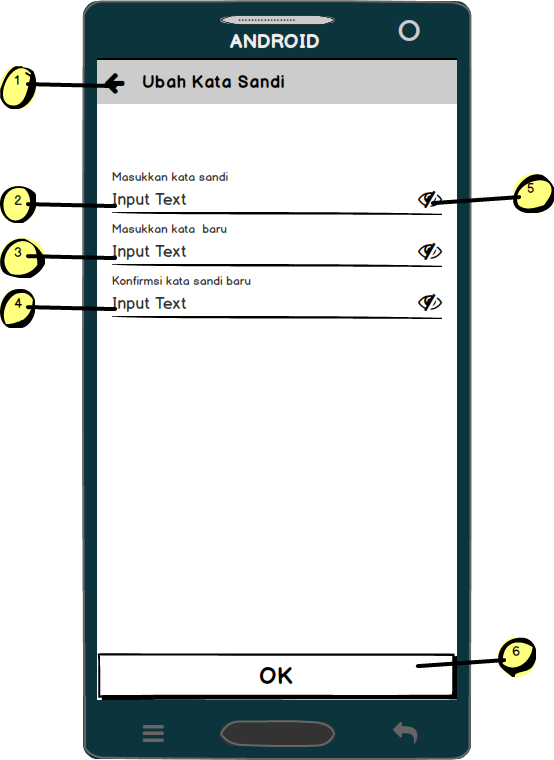 ANDROID
1
Ubah Kata Sandi
Masukkan kata sandi
2
Input Text
5
Masukkan kata baru
3
Input Text
Konfirmsi kata sandi baru
4
Input Text
6
OK